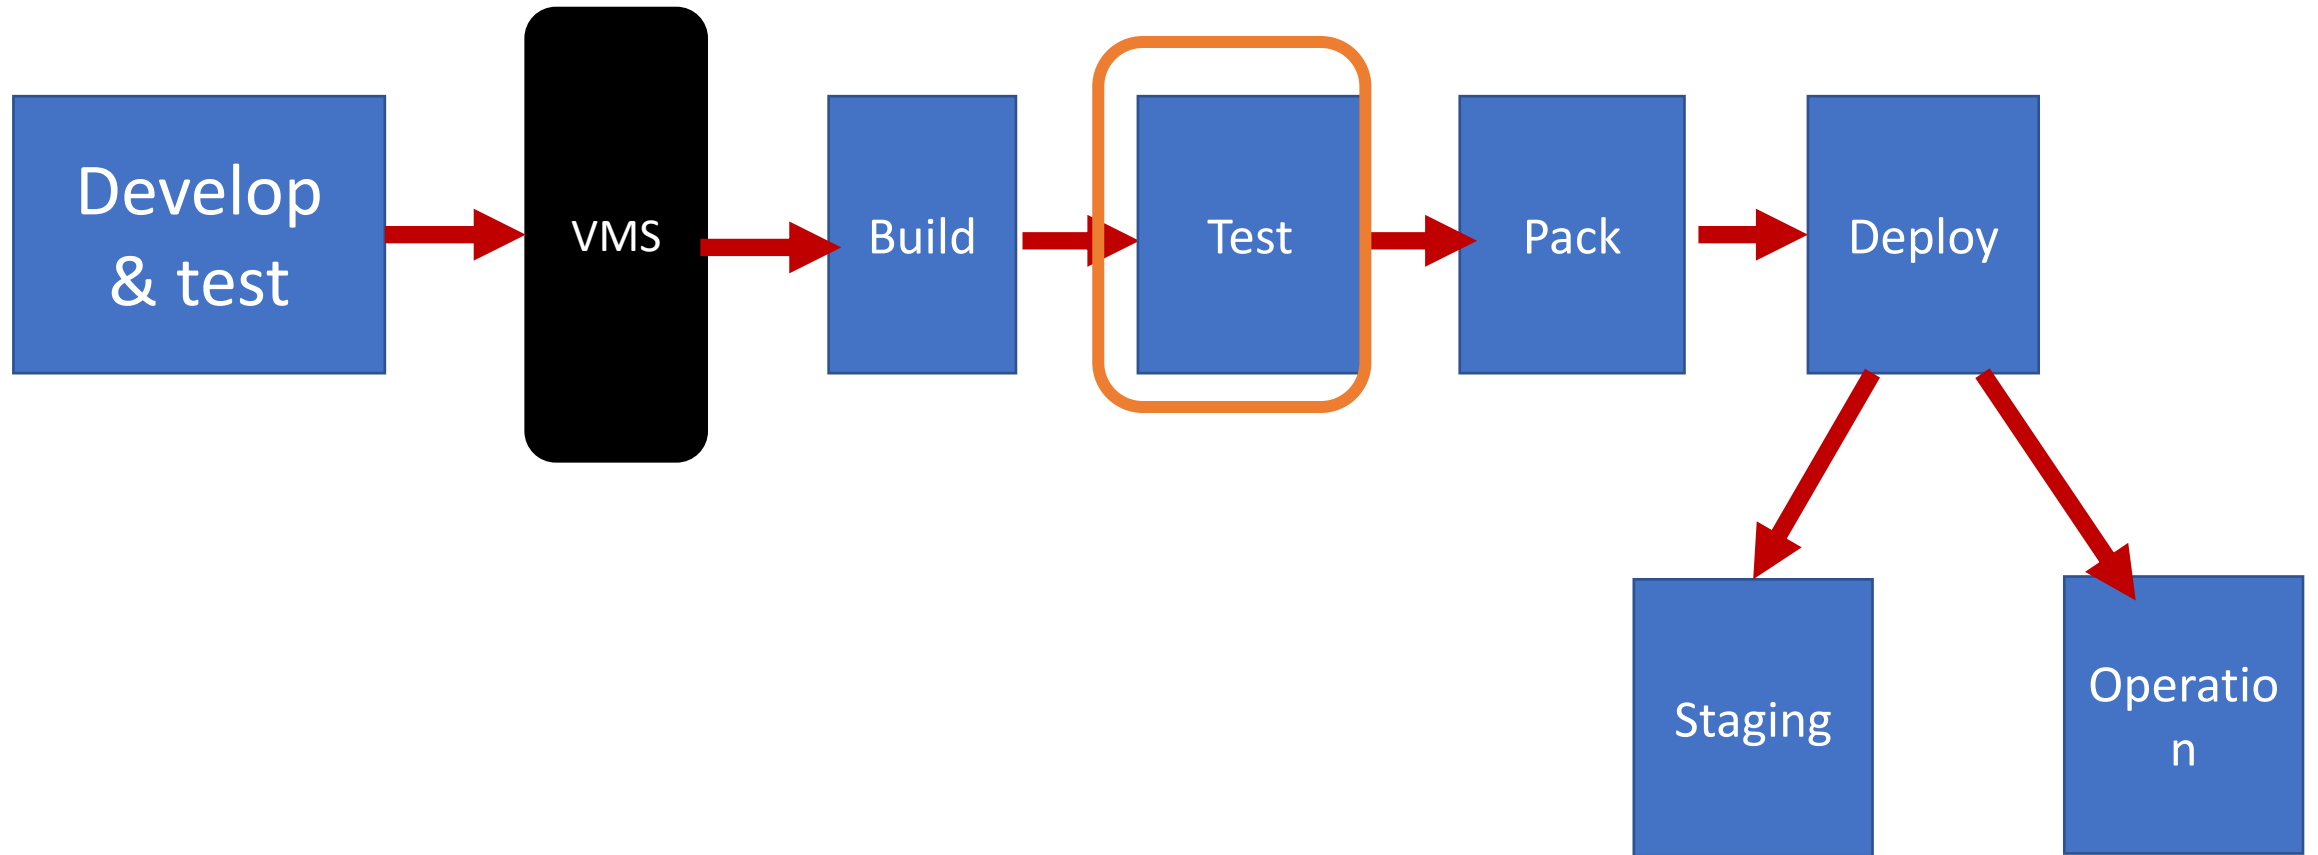 Develop
& test
VMS
Build
Test
Pack
Deploy
Staging
Operatio
n